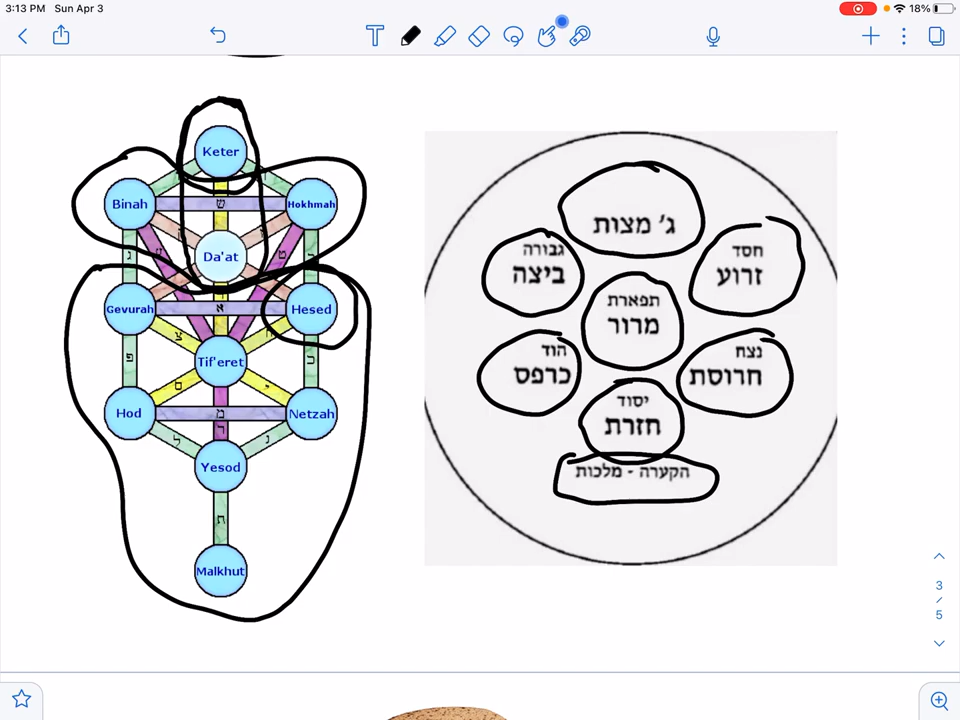 3:13 PM Sun Apr 3
18%
T
Keter
Binah
ש
Hokhmah
Da'at
ג
Gevurah
א
Hesed
פ
צ
Tif'eret
כ
ס
י
Hod
מ
Netzah
ר
ל
נ
Yesod
ת
Malkhut
ג' מצות
גבורה
ביצה
חסד
זרוע
תפארת
מרור
הוד
כרפס
נצח
חרוסת
יסוד
חזרת
הקערה - מלכות
3
/
5